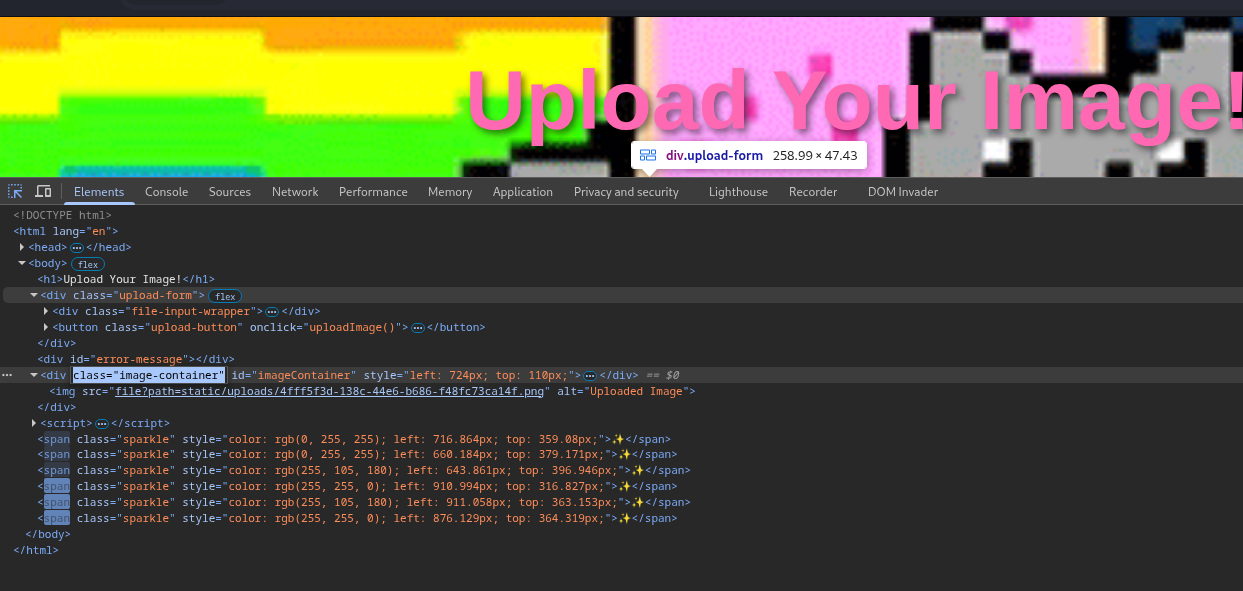 Upload Your Image!
div.upload-form 258.99 × 47.43
Elements Console Sources Network Performance Memory Application Privacy and security Lighthouse Recorder DOM Invader
<!DOCTYPE html>
<html lang="en">
<head> ⋯ </head>
<body> flex
<h1>Upload Your Image!</h1>
<div class="upload-form"> flex
<div class="file-input-wrapper"> ⋯ </div>
<button class="upload-button" onclick="uploadImage()"> ⋯ </button>
</div>
<div id="error-message"></div>
<div class="image-container" id="imageContainer" style="left: 724px; top: 110px;"> ⋯ </div> == $0
<img src="file?path=static/uploads/4fff5f3d-138c-44e6-b686-f48fc73ca14f.png" alt="Uploaded Image">
</div>
<script> ⋯ </script>
<span class="sparkle" style="color: rgb(0, 255, 255); left: 716.864px; top: 359.08px;">✨</span>
<span class="sparkle" style="color: rgb(0, 255, 255); left: 660.184px; top: 379.171px;">✨</span>
<span class="sparkle" style="color: rgb(255, 105, 180); left: 643.861px; top: 396.946px;">✨</span>
<span class="sparkle" style="color: rgb(255, 255, 0); left: 910.994px; top: 316.827px;">✨</span>
<span class="sparkle" style="color: rgb(255, 105, 180); left: 911.058px; top: 363.153px;">✨</span>
<span class="sparkle" style="color: rgb(255, 255, 0); left: 876.129px; top: 364.319px;">✨</span>
</body>
</html>